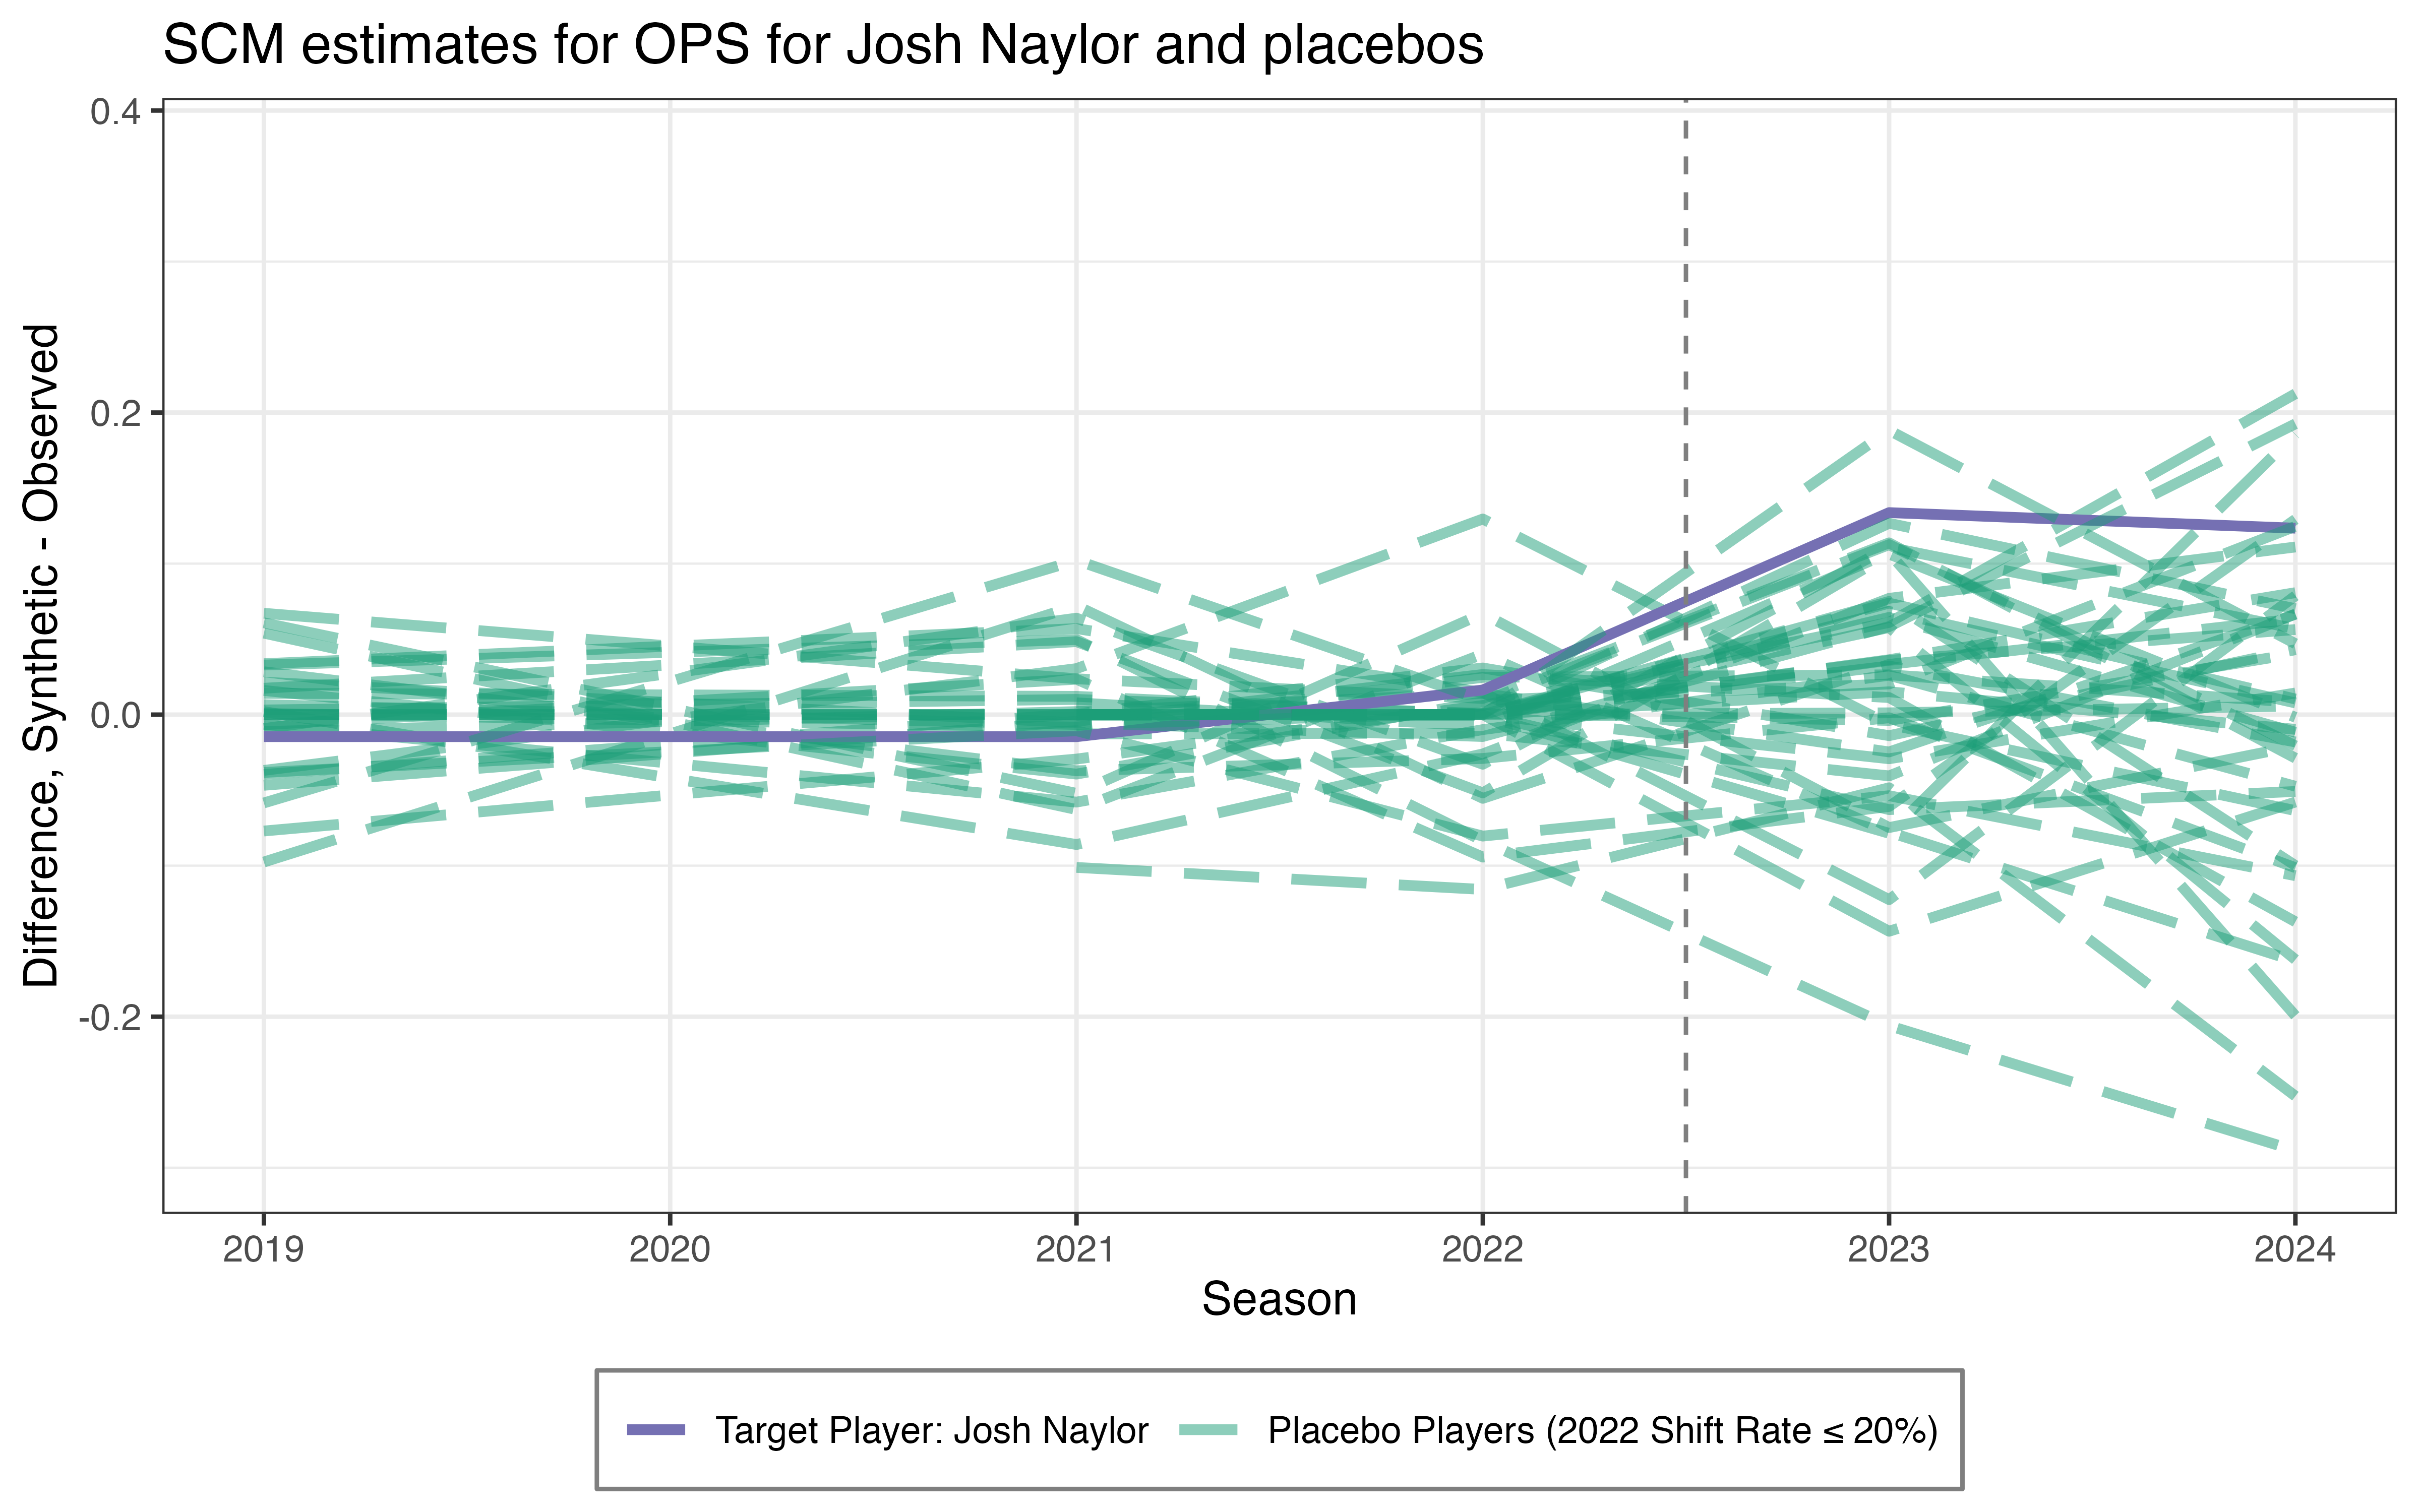 SCM estimates for OPS for Josh Naylor and placebos
Difference, Synthetic - Observed
0.4
0.2
0.0
-0.2
2019 2020 2021 2022 2023 2024
Season
Target Player: Josh Naylor Placebo Players (2022 Shift Rate ≤ 20%)